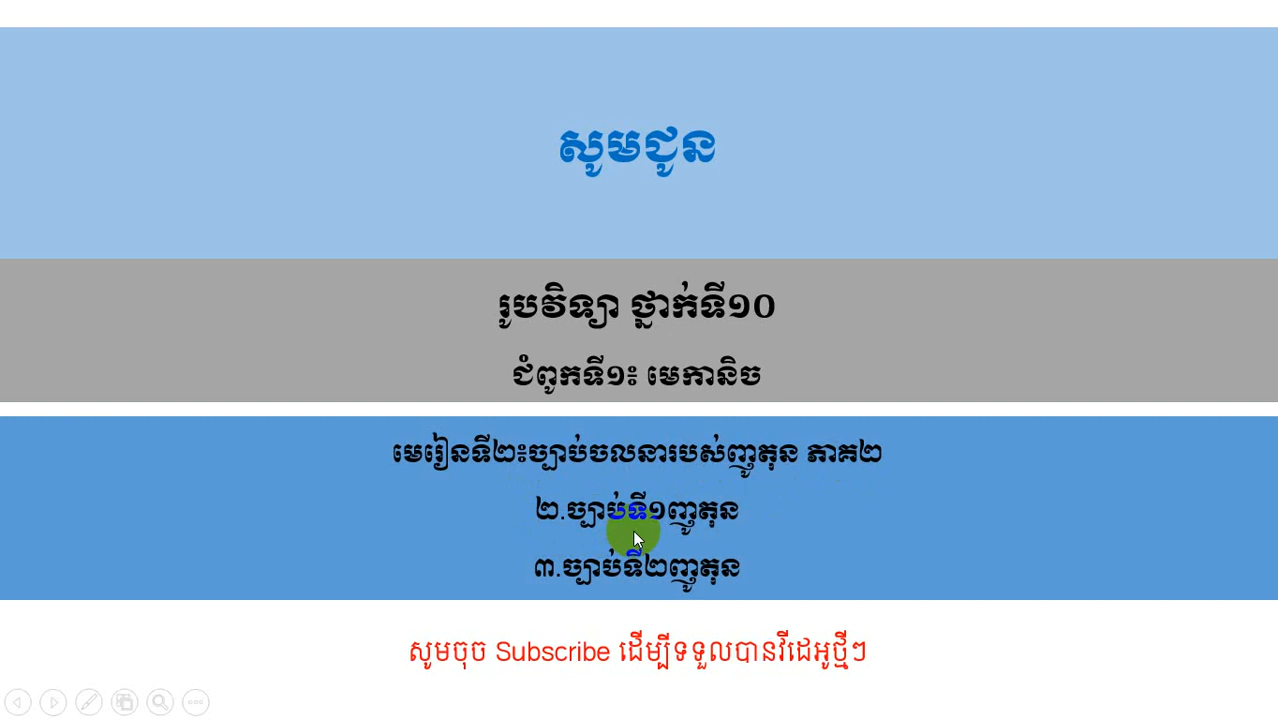 សូមជូន
រូបវិទ្យា ថ្នាក់ទី១០
ជំពូកទី១៖ មេកានិច
មេរៀនទី២៖ច្បាប់ចលនារបស់ញូតុន ភាគ២
២.ច្បាប់ទី១ញូតុន
៣.ច្បាប់ទី២ញូតុន
សូមចុច Subscribe ដើម្បីទទួលបានវីដេអូថ្មីៗ